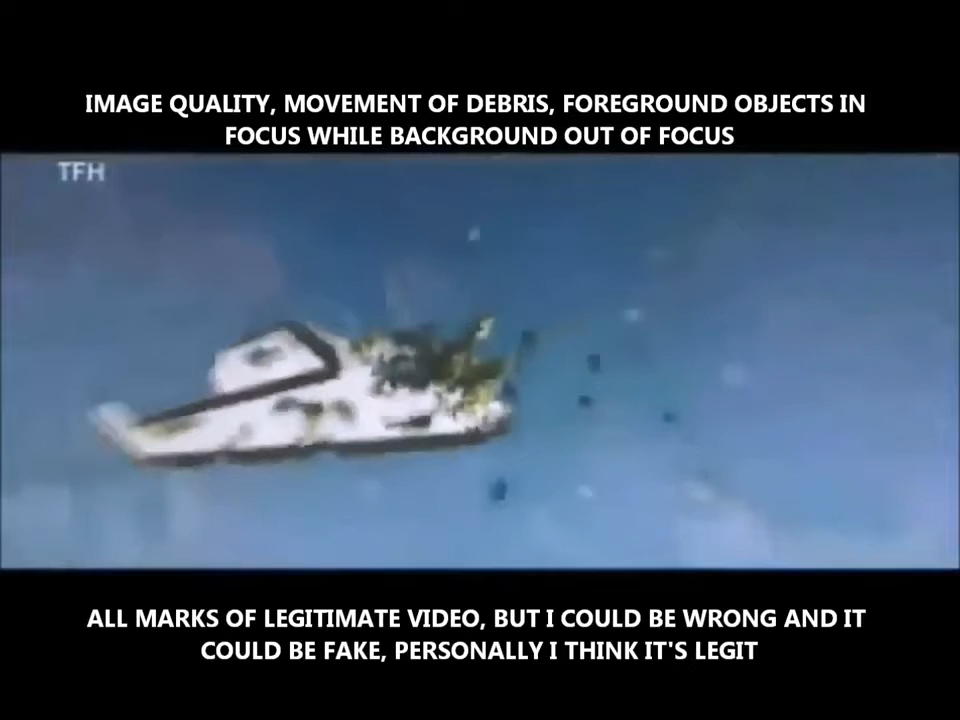 IMAGE QUALITY, MOVEMENT OF DEBRIS, FOREGROUND OBJECTS IN
FOCUS WHILE BACKGROUND OUT OF FOCUS
TFH
ALL MARKS OF LEGITIMATE VIDEO, BUT I COULD BE WRONG AND IT
COULD BE FAKE, PERSONALLY I THINK IT'S LEGIT